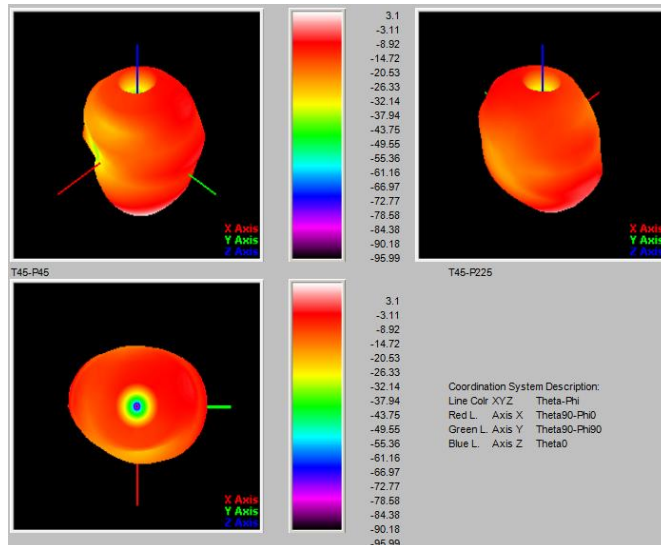 3.1
-3.11
-8.92
-14.72
-20.53
-26.33
-32.14
-37.94
-43.75
-49.55
-55.36
-61.16
-66.97
-72.77
-78.58
-84.38
-90.18
-95.99
X Axis
Y Axis
Z Axis
X Axis
Y Axis
Z Axis
T45-P45
T45-P225
3.1
-3.11
-8.92
-14.72
-20.53
-26.33
-32.14
-37.94
-43.75
-49.55
-55.36
-61.16
-66.97
-72.77
-78.58
-84.38
-90.18
-95.99
X Axis
Y Axis
Z Axis
Coordination System Description:
Line Colr XYZ Theta-Phi
Red L. Axis X Theta90-Phi0
Green L. Axis Y Theta90-Phi90
Blue L. Axis Z Theta0